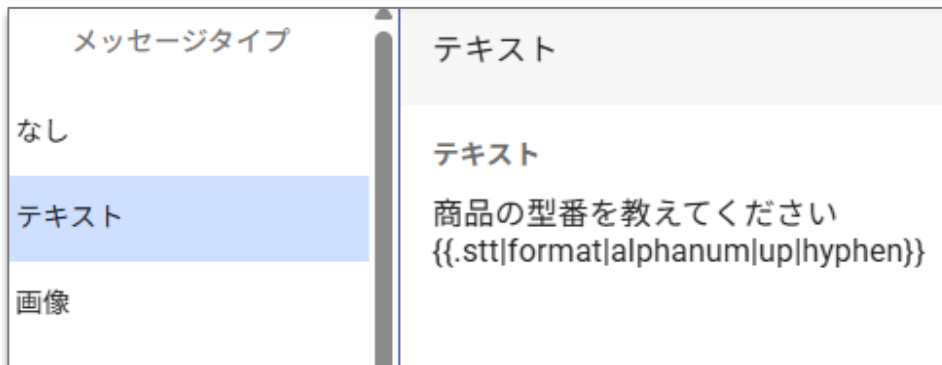 メッセージタイプ
なし
テキスト
画像
テキスト
テキスト
商品の型番を教えてください
{{.stt|format|alphanum|up|hyphen}}